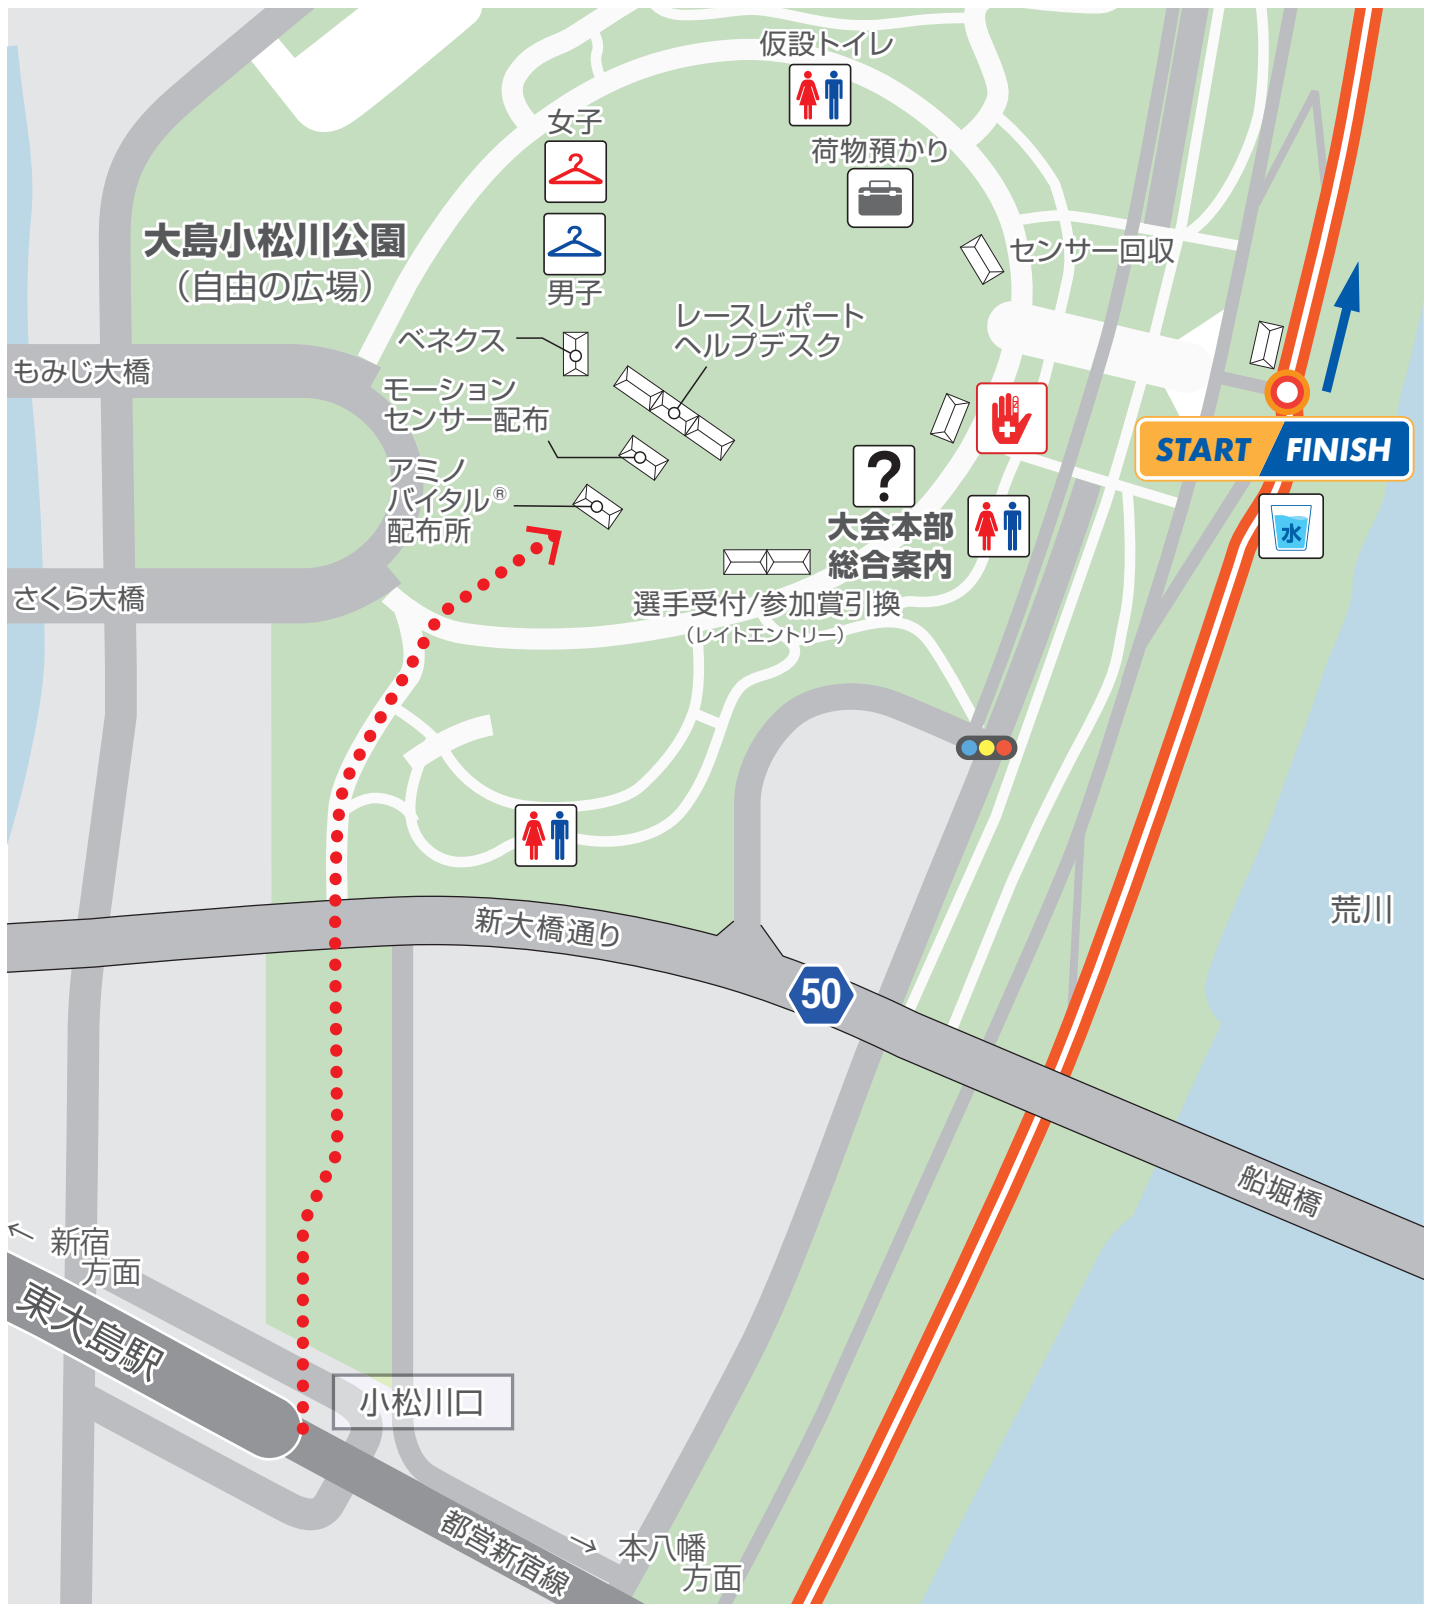 仮設トイレ
女子
荷物預かり
大島小松川公園
（自由の広場）
センサー回収
男子
レースレポート
ヘルプデスク
ベネクス
もみじ大橋
モーション
センサー配布
START
FINISH
アミノ
バイタル®
配布所
?
大会本部
総合案内
水
さくら大橋
選手受付/参加賞引換
（レイトエントリー）
荒川
新大橋通り
50
船堀橋
← 新宿
方面
東大島駅
小松川口
都営新宿線
→ 本八幡
方面